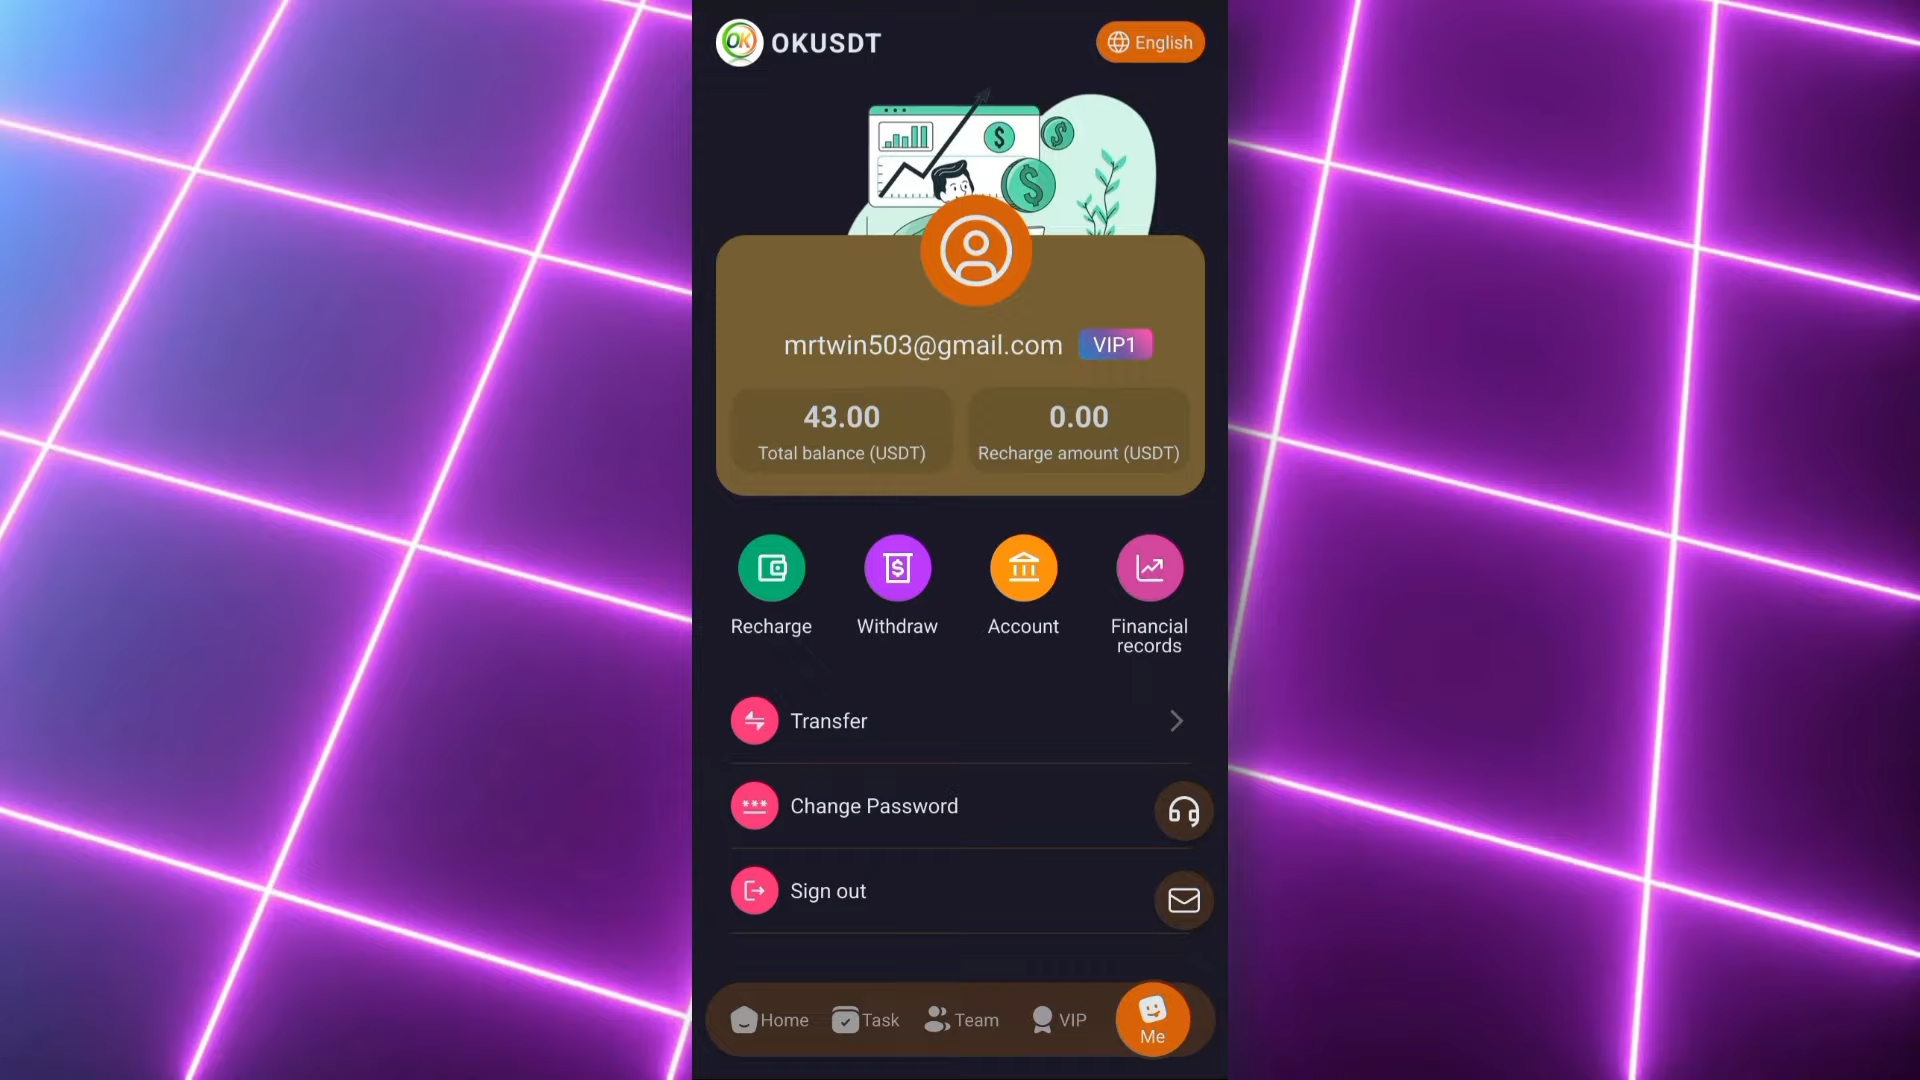 OK OKUSDT
English
mrtwin503@gmail.com VIP1
43.00
Total balance (USDT)
0.00
Recharge amount (USDT)
Recharge
Withdraw
Account
Financial
records
Transfer
Change Password
Sign out
Home
Task
Team
VIP
Me